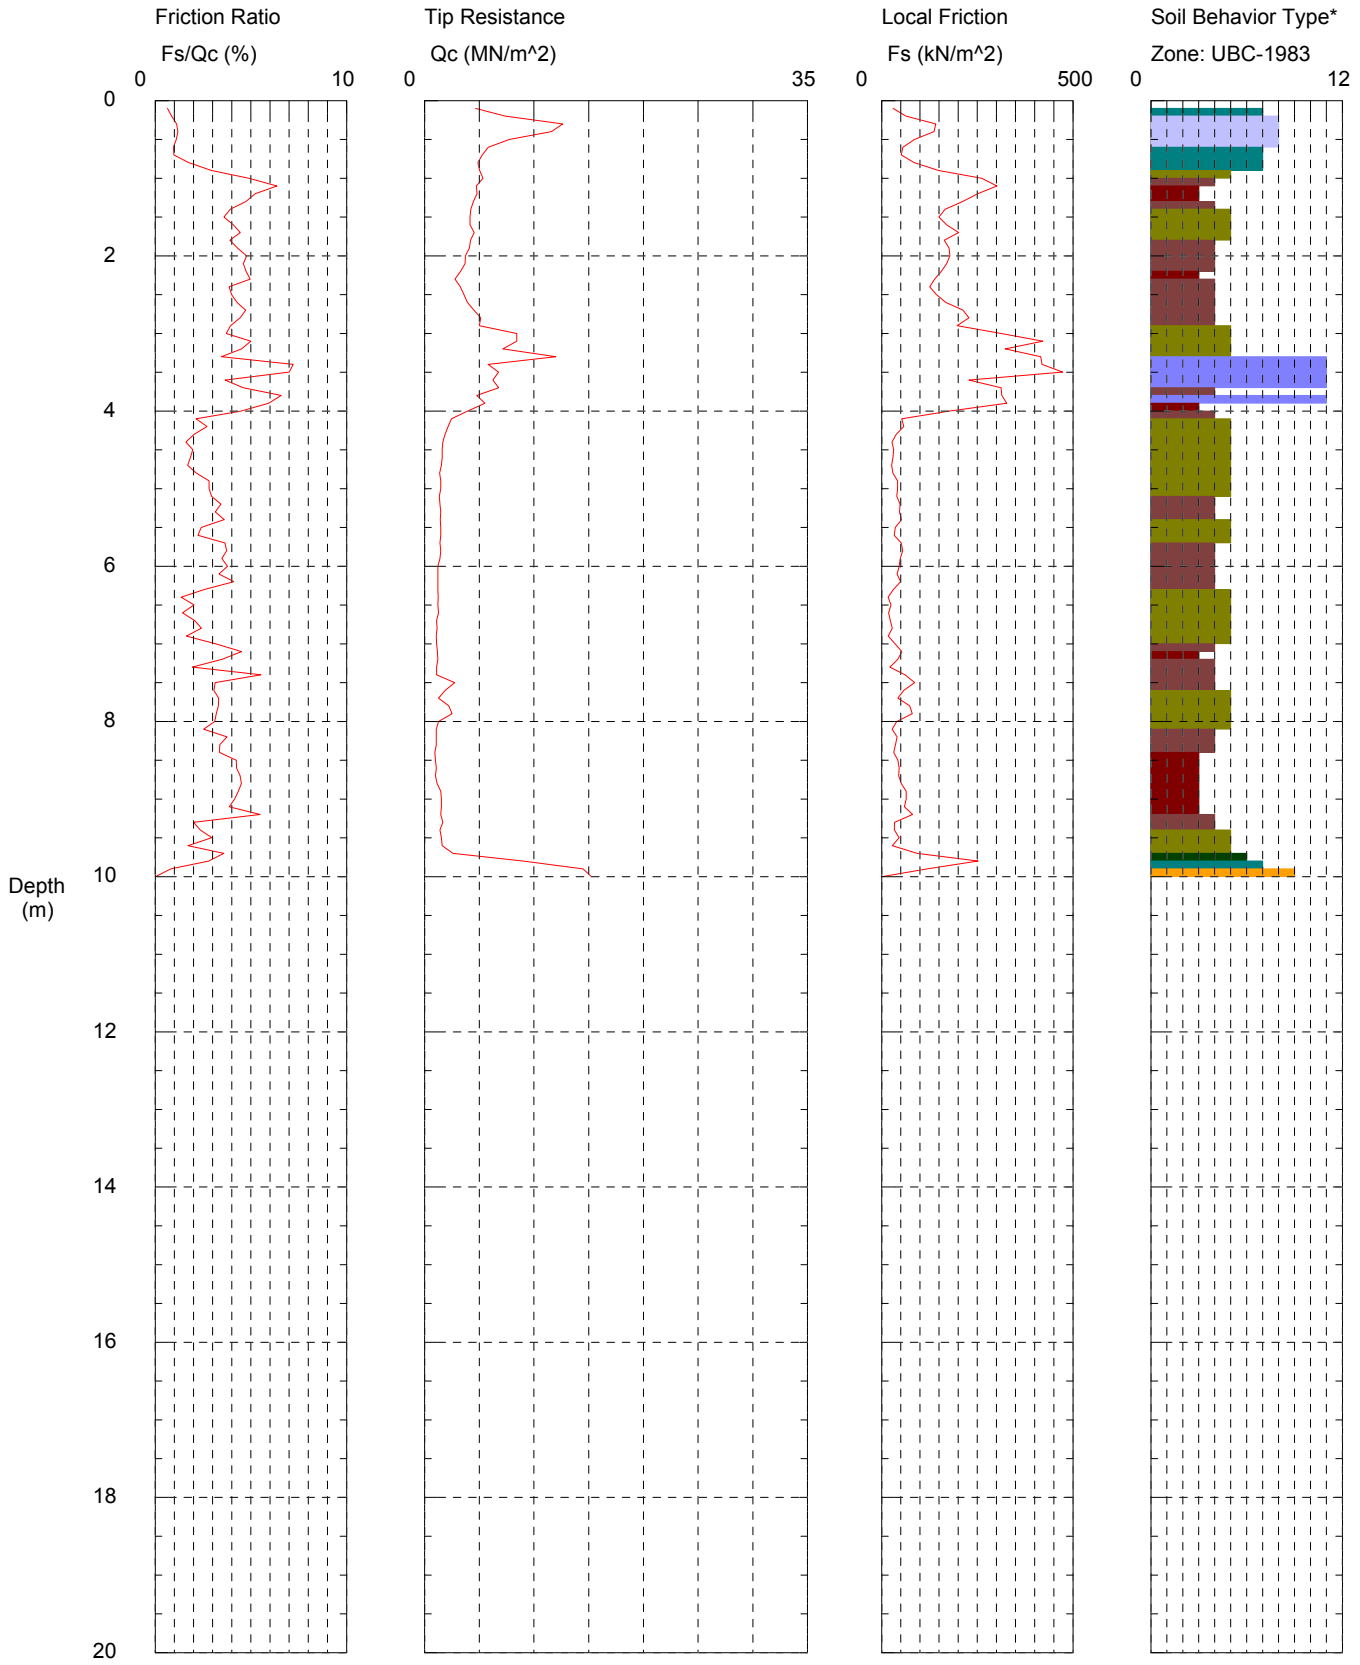 Friction Ratio
Tip Resistance
Local Friction
Soil Behavior Type*
Fs/Qc (%)
Qc (MN/m^2)
Fs (kN/m^2)
Zone: UBC-1983
0 10
0 35
0 500
0 12
0
2
4
6
8
10
Depth
(m)
12
14
16
18
20